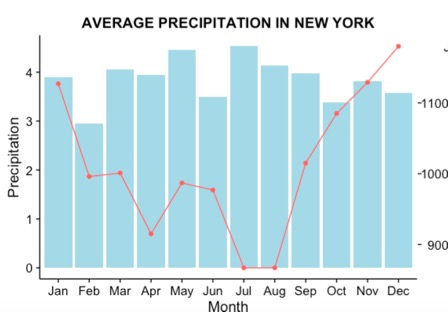 AVERAGE PRECIPITATION IN NEW YORK
4
3
2
1
0
Precipitation
1100
1000
900
Jan Feb Mar Apr May Jun Jul Aug Sep Oct Nov Dec
Month